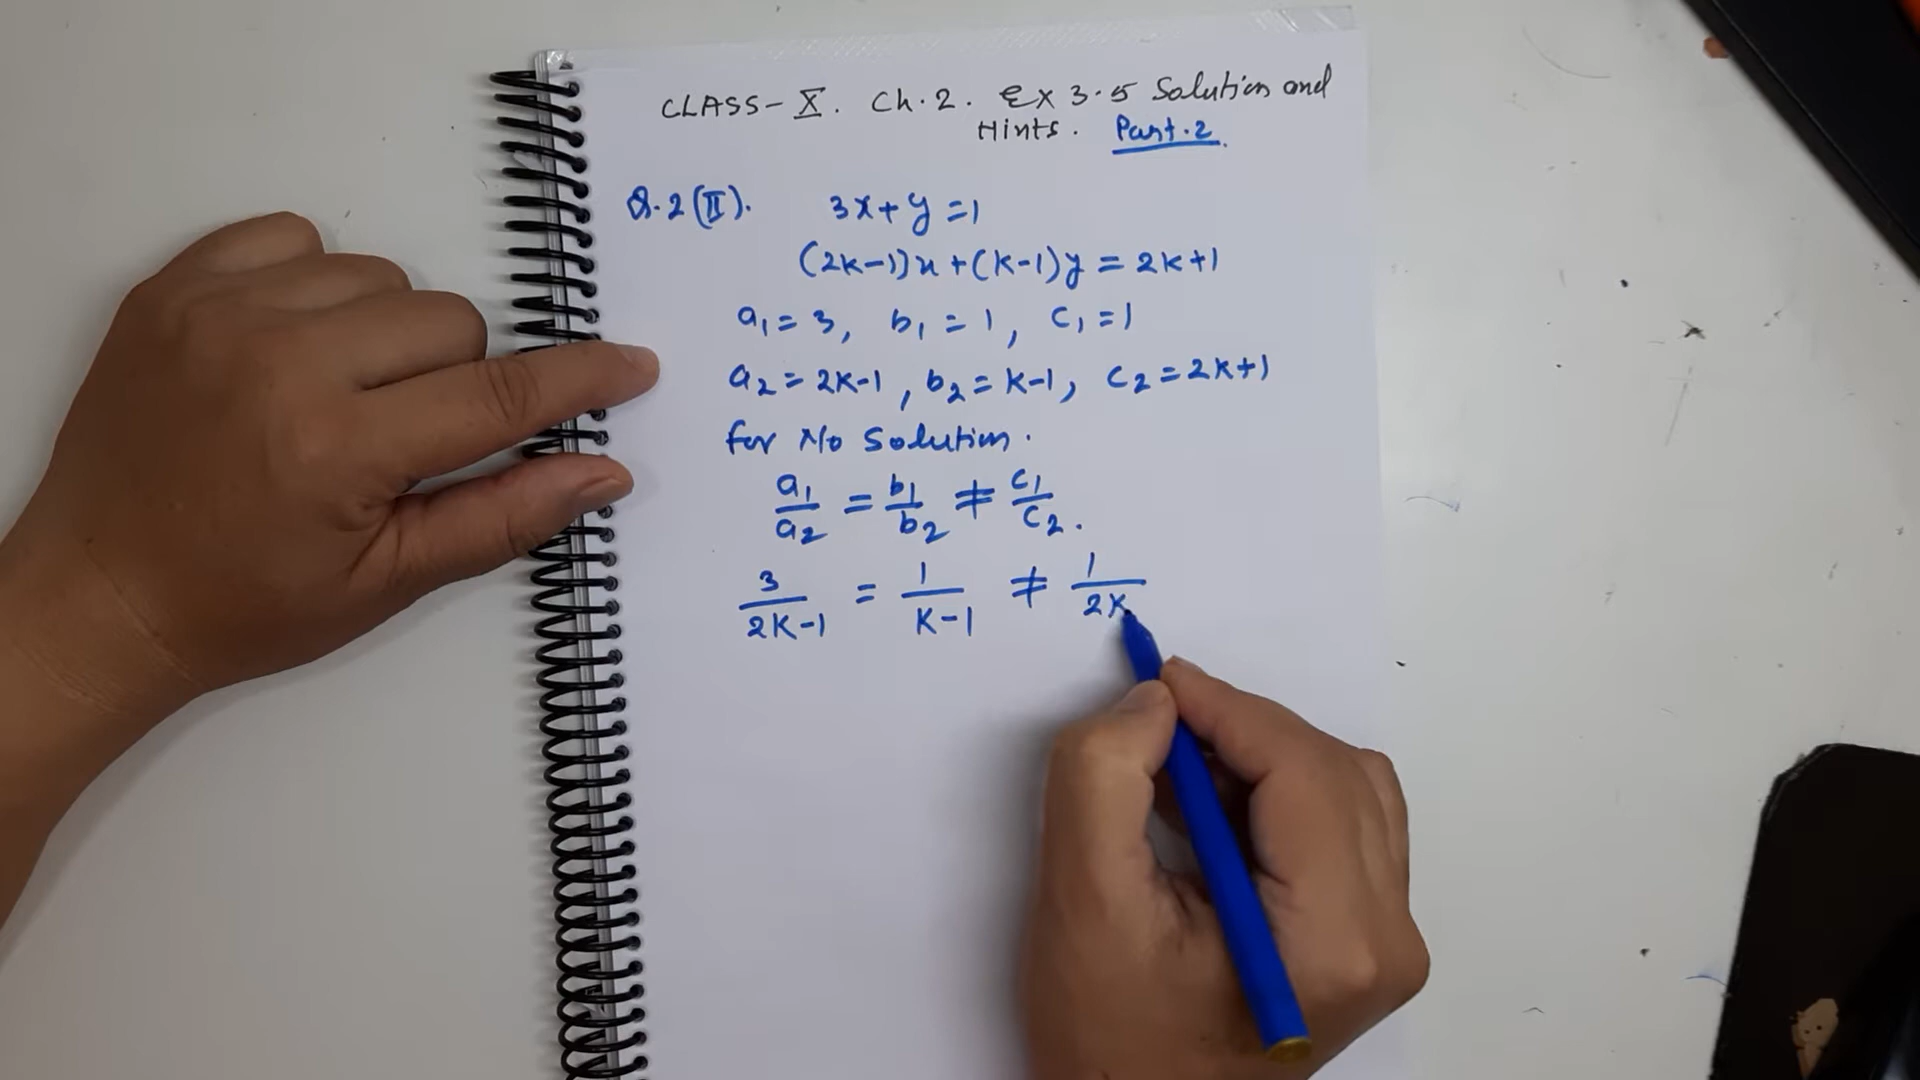 CLASS-X. Ch.2. Ex 3.5 Solution and
Hints. Part.2.
Q.2(II). 3x+y=1
(2k-1)x+(k-1)y=2k+1
a₁=3, b₁=1, c₁=1
a₂=2k-1, b₂=k-1, c₂=2k+1
for No Solution.
a₁/a₂ = b₁/b₂ ≠ c₁/c₂.
3/2k-1 = 1/k-1 ≠ 1/2k